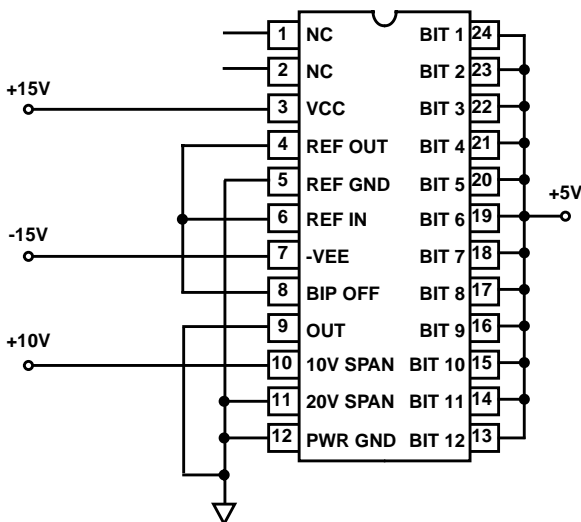 1 NC BIT 1 24
2 NC BIT 2 23
+15V
3 VCC BIT 3 22
4 REF OUT BIT 4 21
5 REF GND BIT 5 20
+5V
6 REF IN BIT 6 19
-15V
7 -VEE BIT 7 18
8 BIP OFF BIT 8 17
9 OUT BIT 9 16
+10V
10 10V SPAN BIT 10 15
11 20V SPAN BIT 11 14
12 PWR GND BIT 12 13